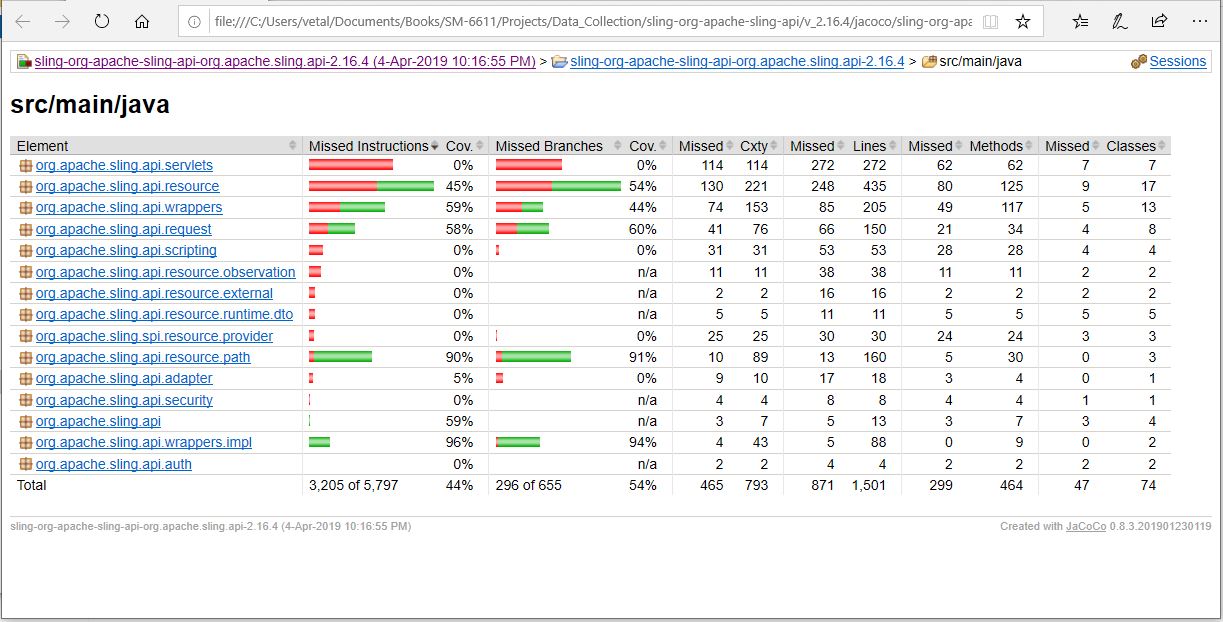 file:///C:/Users/vetal/Documents/Books/SM-6611/Projects/Data_Collection/sling-org-apache-sling-api/v_2.16.4/jacoco/sling-org-apa
sling-org-apache-sling-api-org.apache.sling.api-2.16.4 (4-Apr-2019 10:16:55 PM) > sling-org-apache-sling-api-org.apache.sling.api-2.16.4 > src/main/java Sessions
src/main/java
Element Missed Instructions Cov. Missed Branches Cov. Missed Cxty Missed Lines Missed Methods Missed Classes
org.apache.sling.api.servlets 0% 0% 114 114 272 272 62 62 7 7
org.apache.sling.api.resource 45% 54% 130 221 248 435 80 125 9 17
org.apache.sling.api.wrappers 59% 44% 74 153 85 205 49 117 5 13
org.apache.sling.api.request 58% 60% 41 76 66 150 21 34 4 8
org.apache.sling.api.scripting 0% 0% 31 31 53 53 28 28 4 4
org.apache.sling.api.resource.observation 0% n/a 11 11 38 38 11 11 2 2
org.apache.sling.api.resource.external 0% n/a 2 2 16 16 2 2 2 2
org.apache.sling.api.resource.runtime.dto 0% n/a 5 5 11 11 5 5 5 5
org.apache.sling.spi.resource.provider 0% 0% 25 25 30 30 24 24 3 3
org.apache.sling.api.resource.path 90% 91% 10 89 13 160 5 30 0 3
org.apache.sling.api.adapter 5% 0% 9 10 17 18 3 4 0 1
org.apache.sling.api.security 0% n/a 4 4 8 8 4 4 1 1
org.apache.sling.api 59% n/a 3 7 5 13 3 7 3 4
org.apache.sling.api.wrappers.impl 96% 94% 4 43 5 88 0 9 0 2
org.apache.sling.api.auth 0% n/a 2 2 4 4 2 2 2 2
Total 3,205 of 5,797 44% 296 of 655 54% 465 793 871 1,501 299 464 47 74
sling-org-apache-sling-api-org.apache.sling.api-2.16.4 (4-Apr-2019 10:16:55 PM) Created with JaCoCo 0.8.3.201901230119